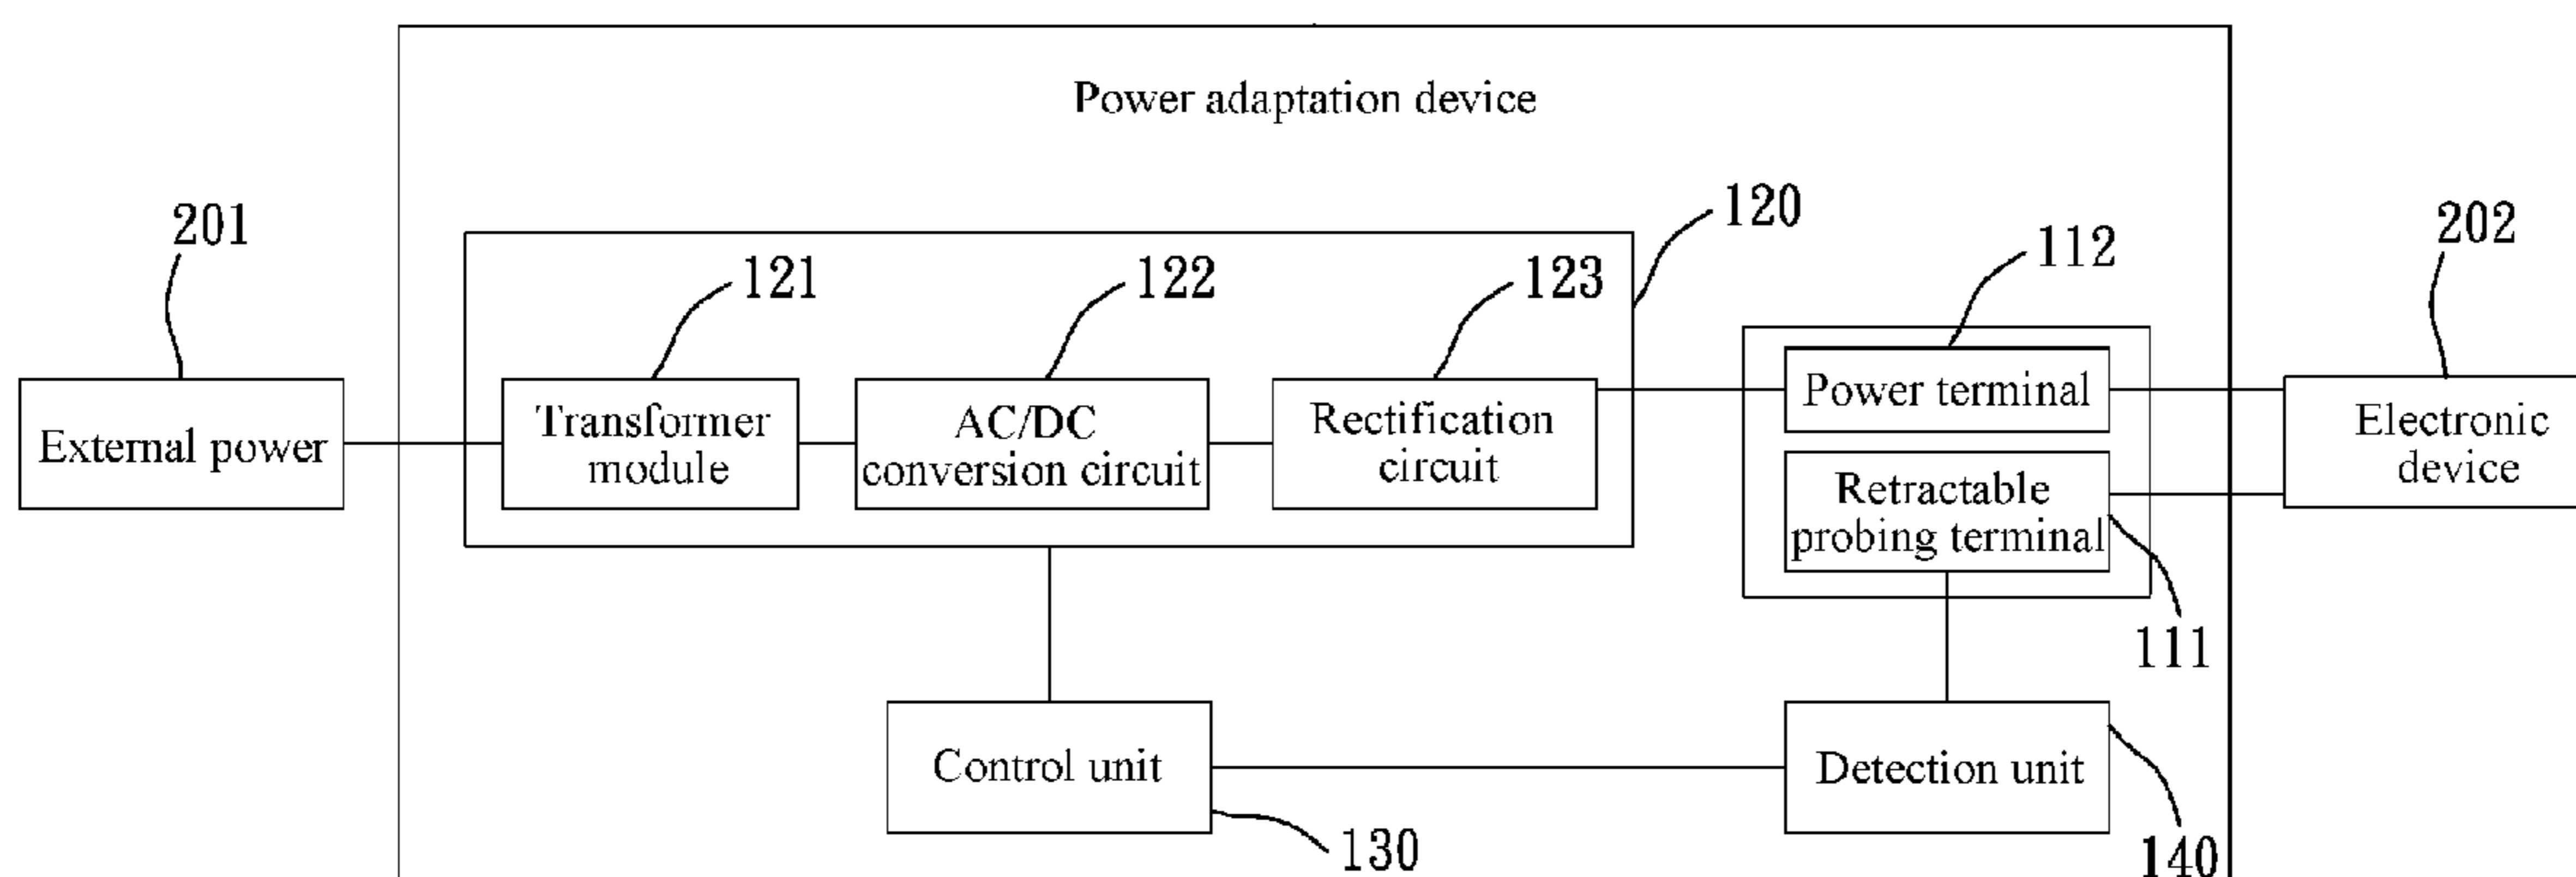 Power adaptation device
201
120
202
121
122
123
112
External power
Transformer
module
AC/DC
conversion circuit
Rectification
circuit
Power terminal
Electronic
device
Retractable
probing terminal
111
Control unit
Detection unit
130
140